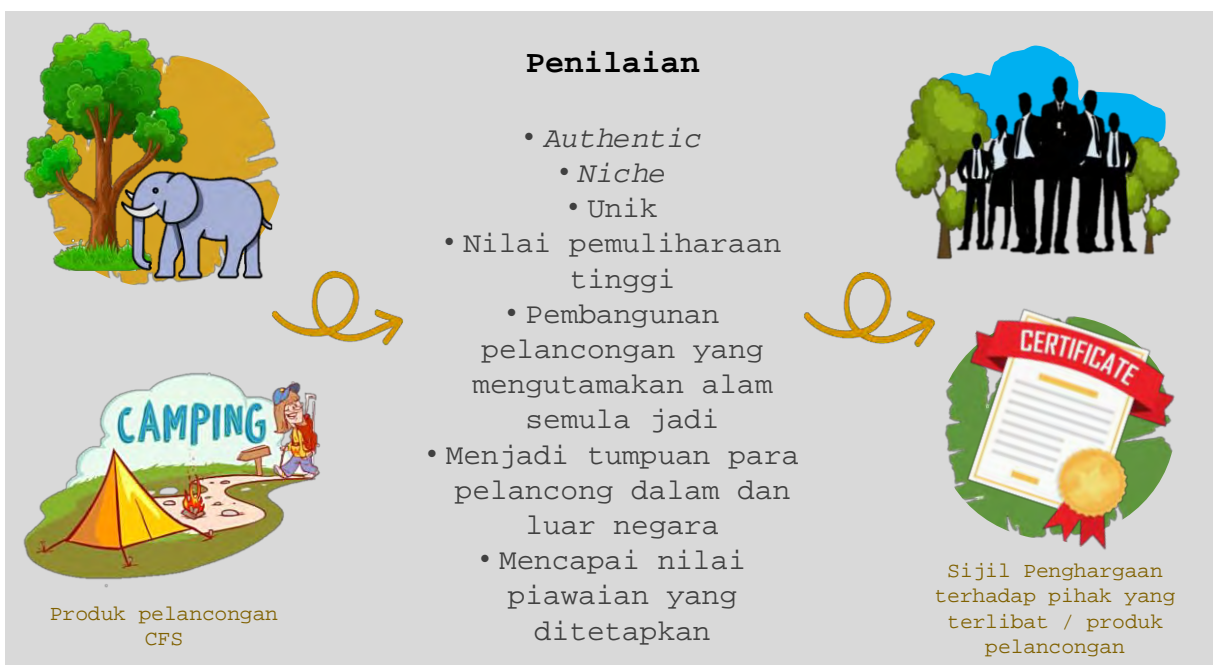 Penilaian
• Authentic
• Niche
• Unik
• Nilai pemuliharaan
tinggi
• Pembangunan
pelancongan yang
mengutamakan alam
semula jadi
• Menjadi tumpuan para
pelancong dalam dan
luar negara
• Mencapai nilai
piawaian yang
ditetapkan
CAMPING
Produk pelancongan
CFS
CERTIFICATE
Sijil Penghargaan
terhadap pihak yang
terlibat / produk
pelancongan